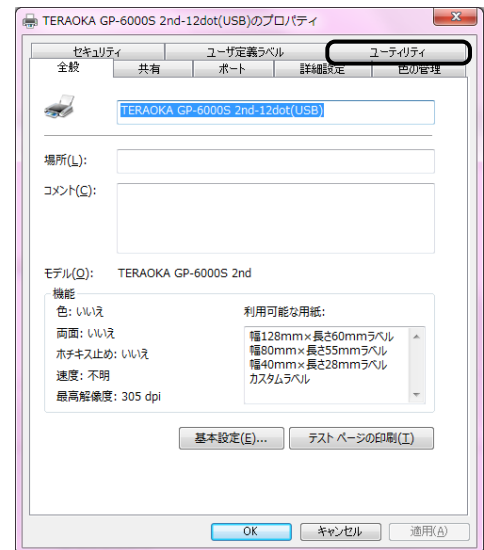 TERAOKA GP-6000S 2nd-12dot(USB)のプロパティ
セキュリティ ユーザ定義ラベル ユーティリティ
全般 共有 ポート 詳細設定 色の管理
TERAOKA GP-6000S 2nd-12dot(USB)
場所(L):
コメント(C):
モデル(O): TERAOKA GP-6000S 2nd
機能
色: いいえ 利用可能な用紙:
両面: いいえ 幅128mm×長さ60mmラベル
ホチキス止め: いいえ 幅80mm×長さ55mmラベル
速度: 不明 幅40mm×長さ28mmラベル
最高解像度: 305 dpi カスタムラベル
基本設定(E)... テスト ページの印刷(T)
OK キャンセル 適用(A)